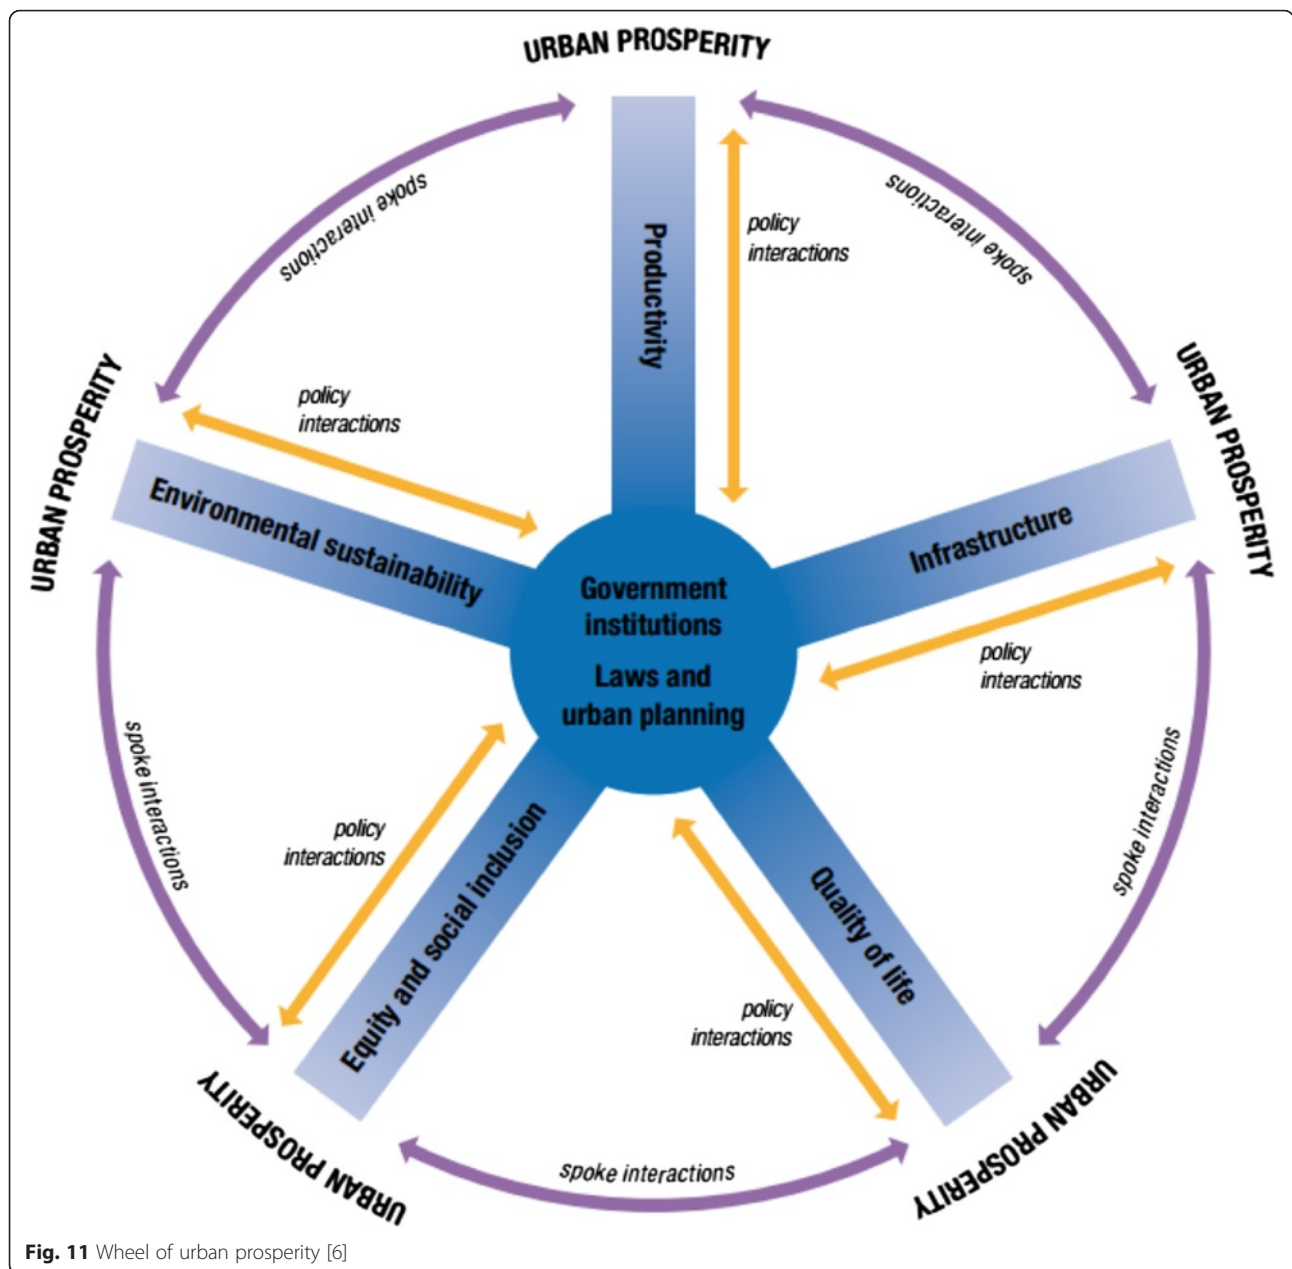 URBAN PROSPERITY
spoke interactions
spoke interactions
policy
interactions
Productivity
URBAN PROSPERITY
URBAN PROSPERITY
policy
interactions
Environmental sustainability
Infrastructure
Government
institutions
Laws and
urban planning
policy
interactions
spoke interactions
spoke interactions
policy
interactions
Equity and social inclusion
Quality of life
policy
interactions
URBAN PROSPERITY
URBAN PROSPERITY
spoke interactions
Fig. 11 Wheel of urban prosperity [6]